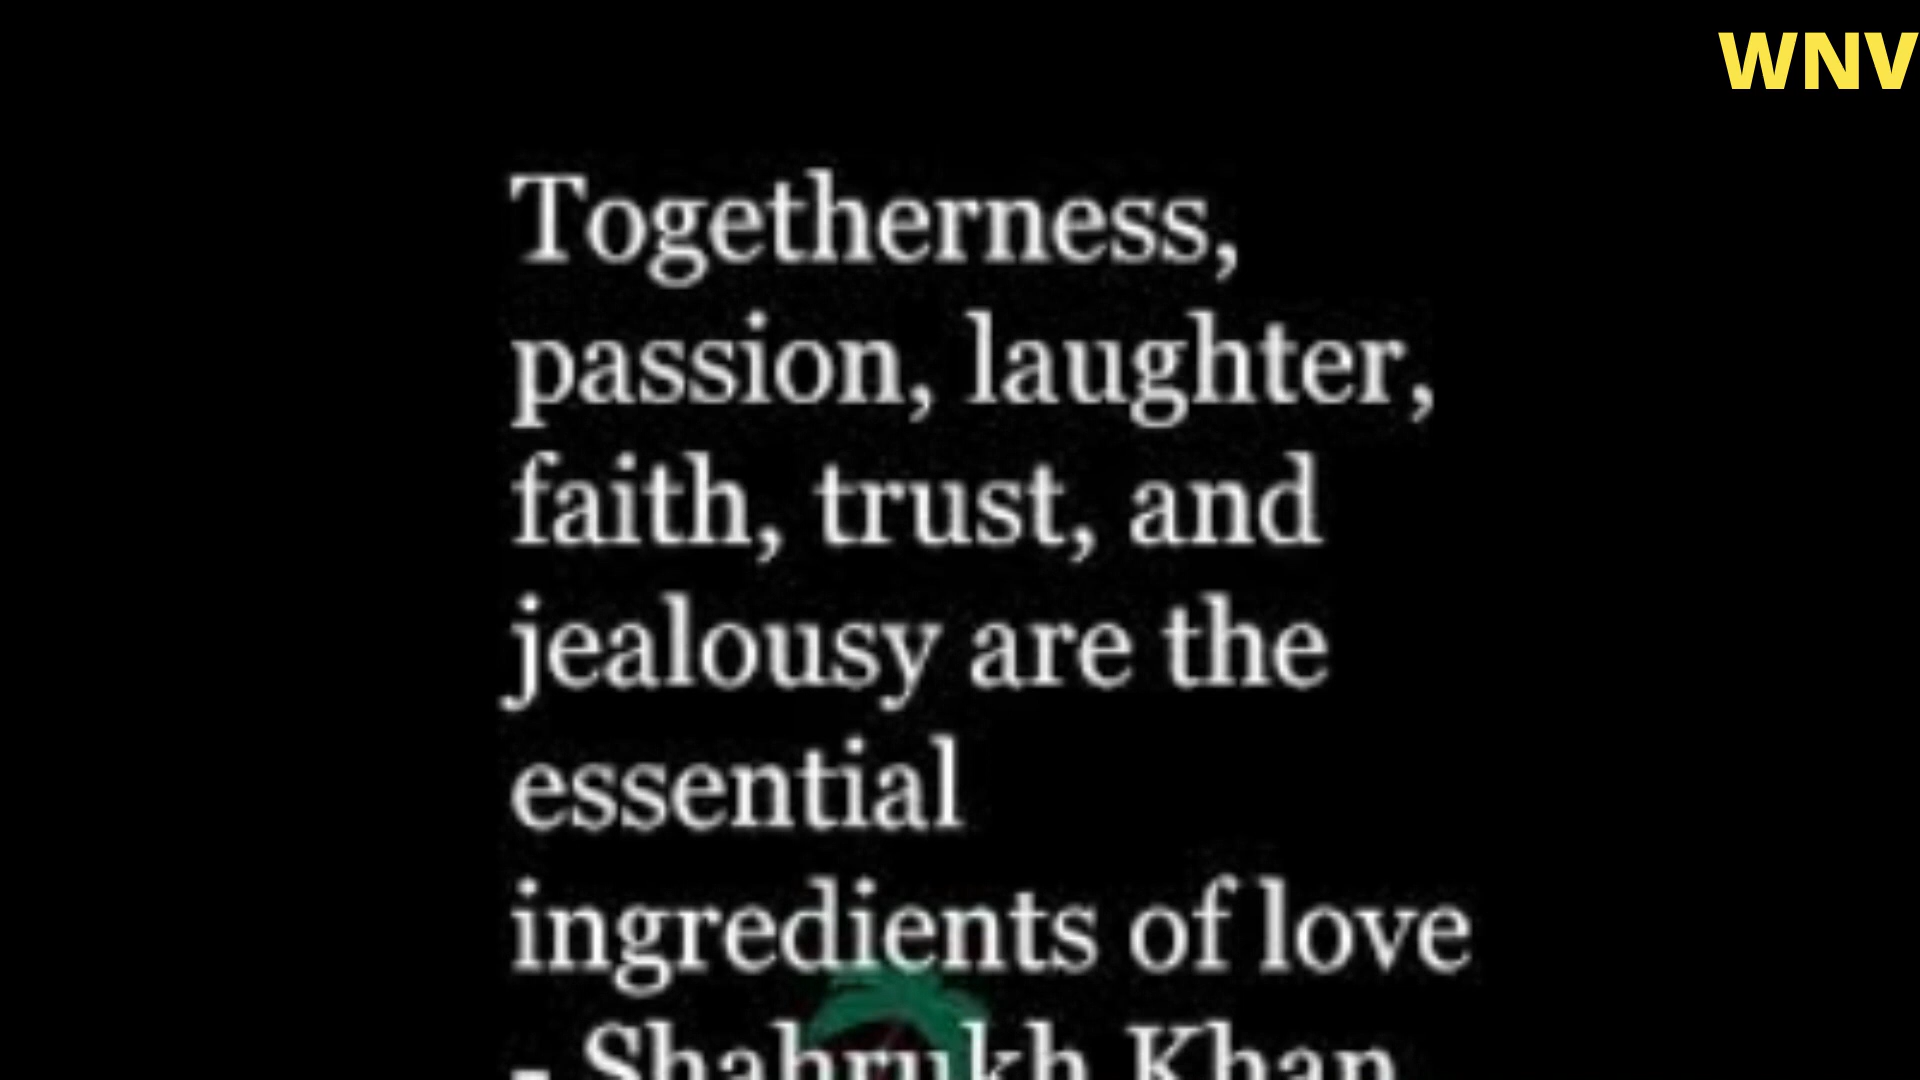 WNV
Togetherness,
passion, laughter,
faith, trust, and
jealousy are the
essential
ingredients of love
- Shahrukh Khan